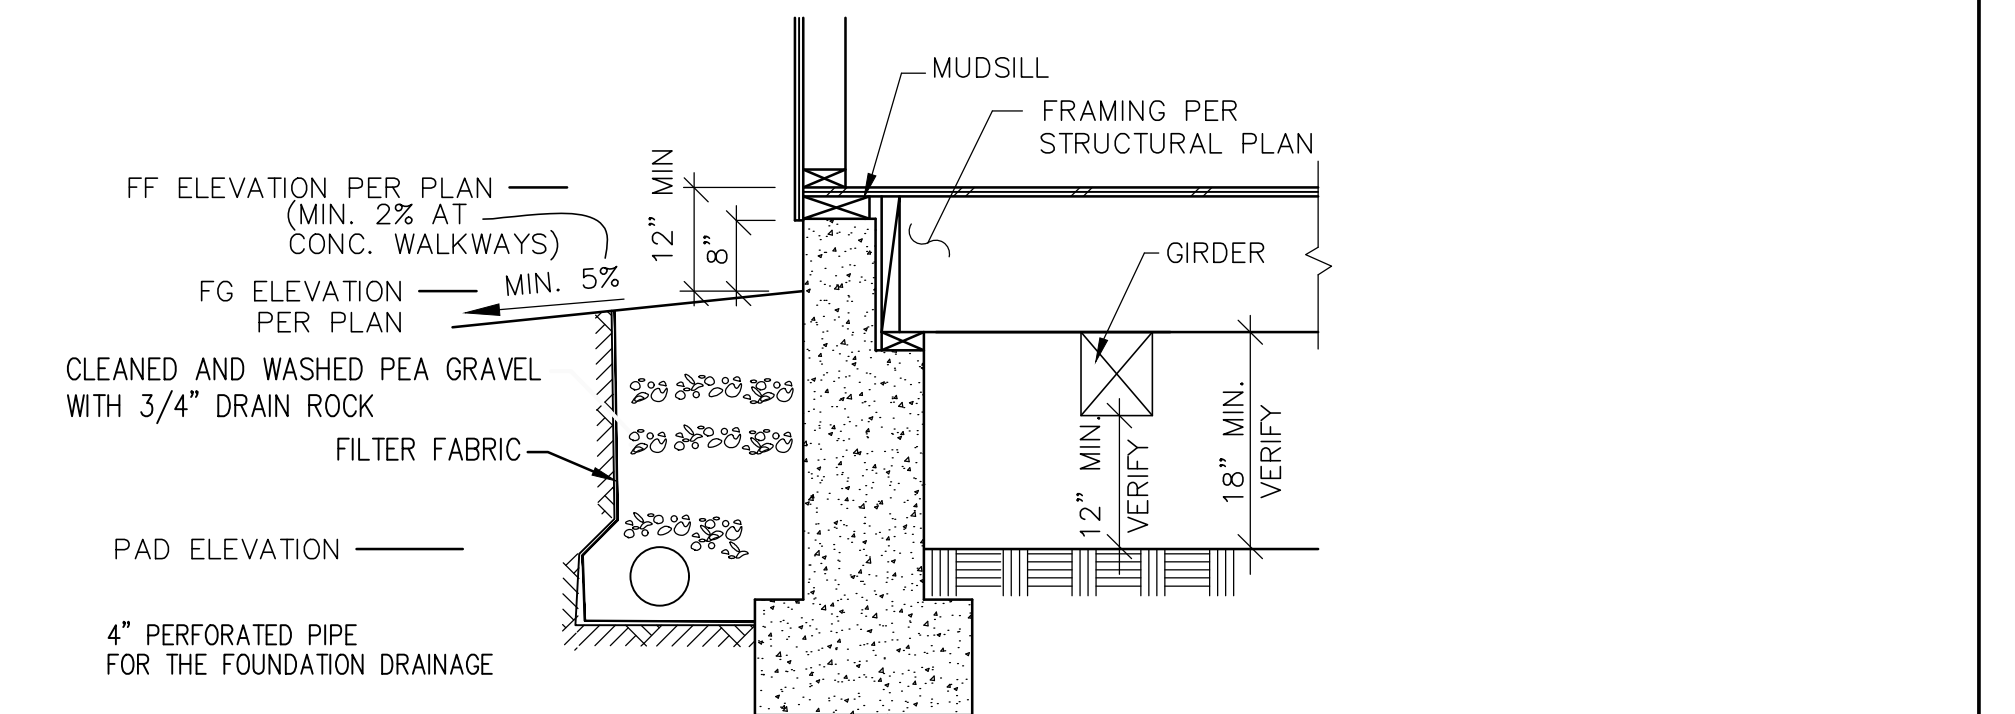 MUDSILL
FRAMING PER
STRUCTURAL PLAN
FF ELEVATION PER PLAN
(MIN. 2% AT
CONC. WALKWAYS)
12" MIN
8"
MIN. 5%
FG ELEVATION
PER PLAN
GIRDER
CLEANED AND WASHED PEA GRAVEL
WITH 3/4" DRAIN ROCK
FILTER FABRIC
12" MIN.
VERIFY
18" MIN.
VERIFY
PAD ELEVATION
4" PERFORATED PIPE
FOR THE FOUNDATION DRAINAGE